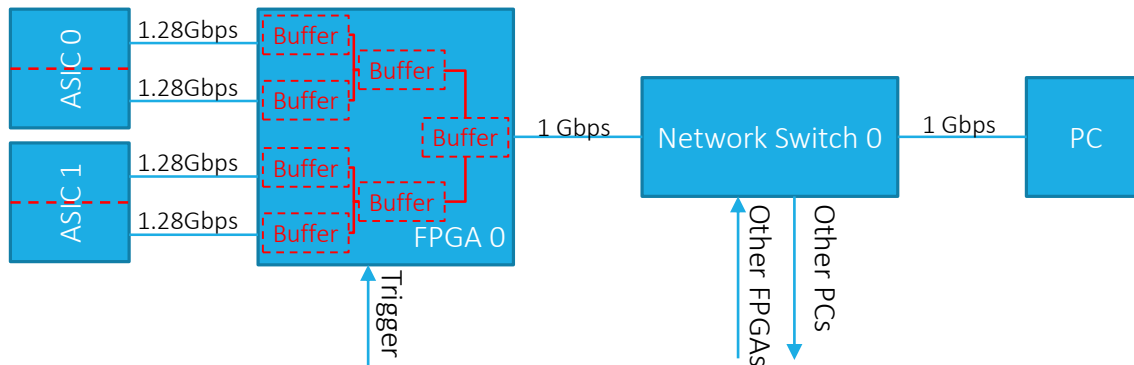 ASIC 0
1.28Gbps
1.28Gbps
ASIC 1
1.28Gbps
1.28Gbps
Buffer
Buffer
Buffer
Buffer
Buffer
Buffer
Buffer
FPGA 0
Trigger
1 Gbps
Network Switch 0
1 Gbps
PC
Other FPGAs
Other PCs